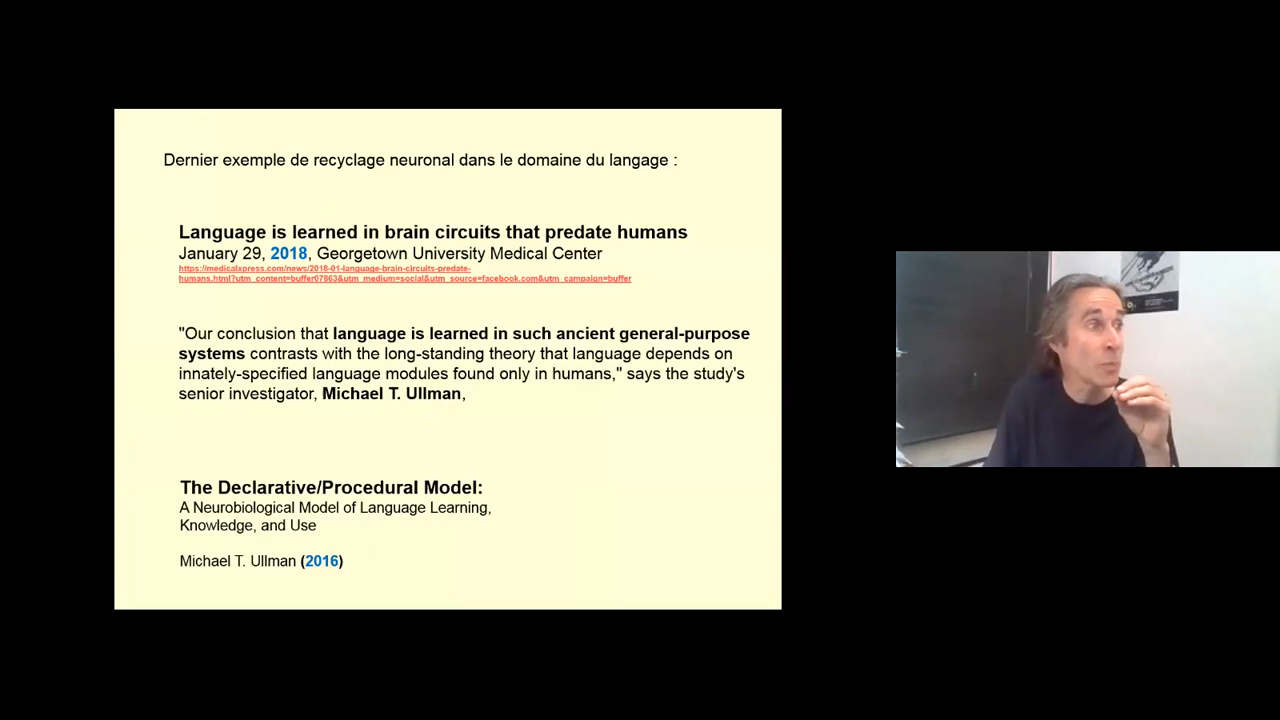 Dernier exemple de recyclage neuronal dans le domaine du langage :
Language is learned in brain circuits that predate humans
January 29, 2018, Georgetown University Medical Center
https://medicalxpress.com/news/2018-01-language-brain-circuits-predate-
humans.html?utm_content=buffer07663&utm_medium=social&utm_source=facebook.com&utm_campaign=buffer
"Our conclusion that language is learned in such ancient general-purpose
systems contrasts with the long-standing theory that language depends on
innately-specified language modules found only in humans," says the study's
senior investigator, Michael T. Ullman,
The Declarative/Procedural Model:
A Neurobiological Model of Language Learning,
Knowledge, and Use
Michael T. Ullman (2016)